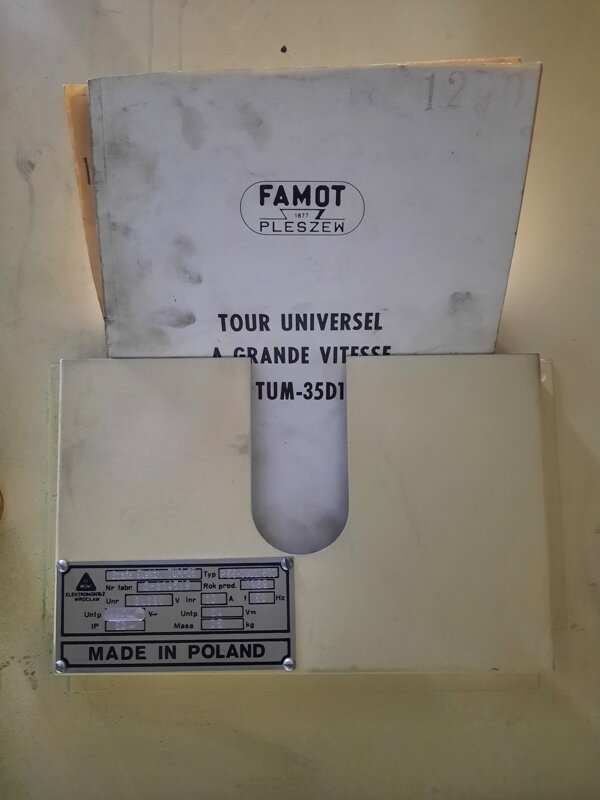 FAMOT
1877
PLESZEW
TOUR UNIVERSEL
A GRANDE VITESSE
TUM-35D1
ELEKTROMONTAŻ
WROCŁAW
Typ
Nr fabr. Rok prod.
Unr V Inr A f Hz
Untp V~ Untp V=
IP Masa kg
MADE IN POLAND